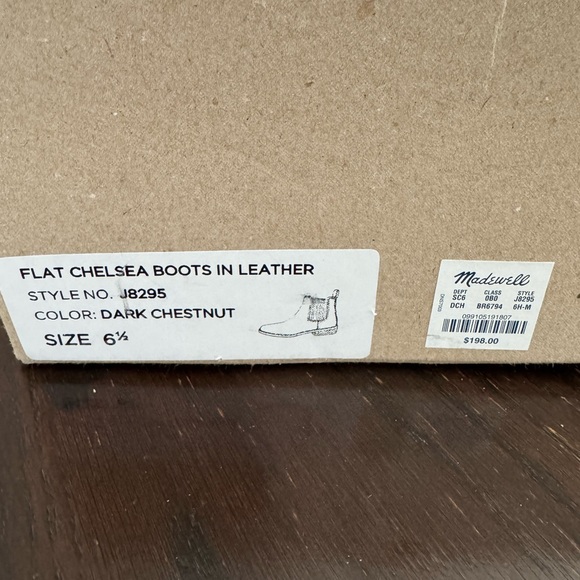 FLAT CHELSEA BOOTS IN LEATHER
STYLE NO. J8295
COLOR: DARK CHESTNUT
SIZE 6½
Madewell
DEPT CLASS STYLE
SC6 0B0 J8295
DCH BR6794 6H-M
099105191807
$198.00